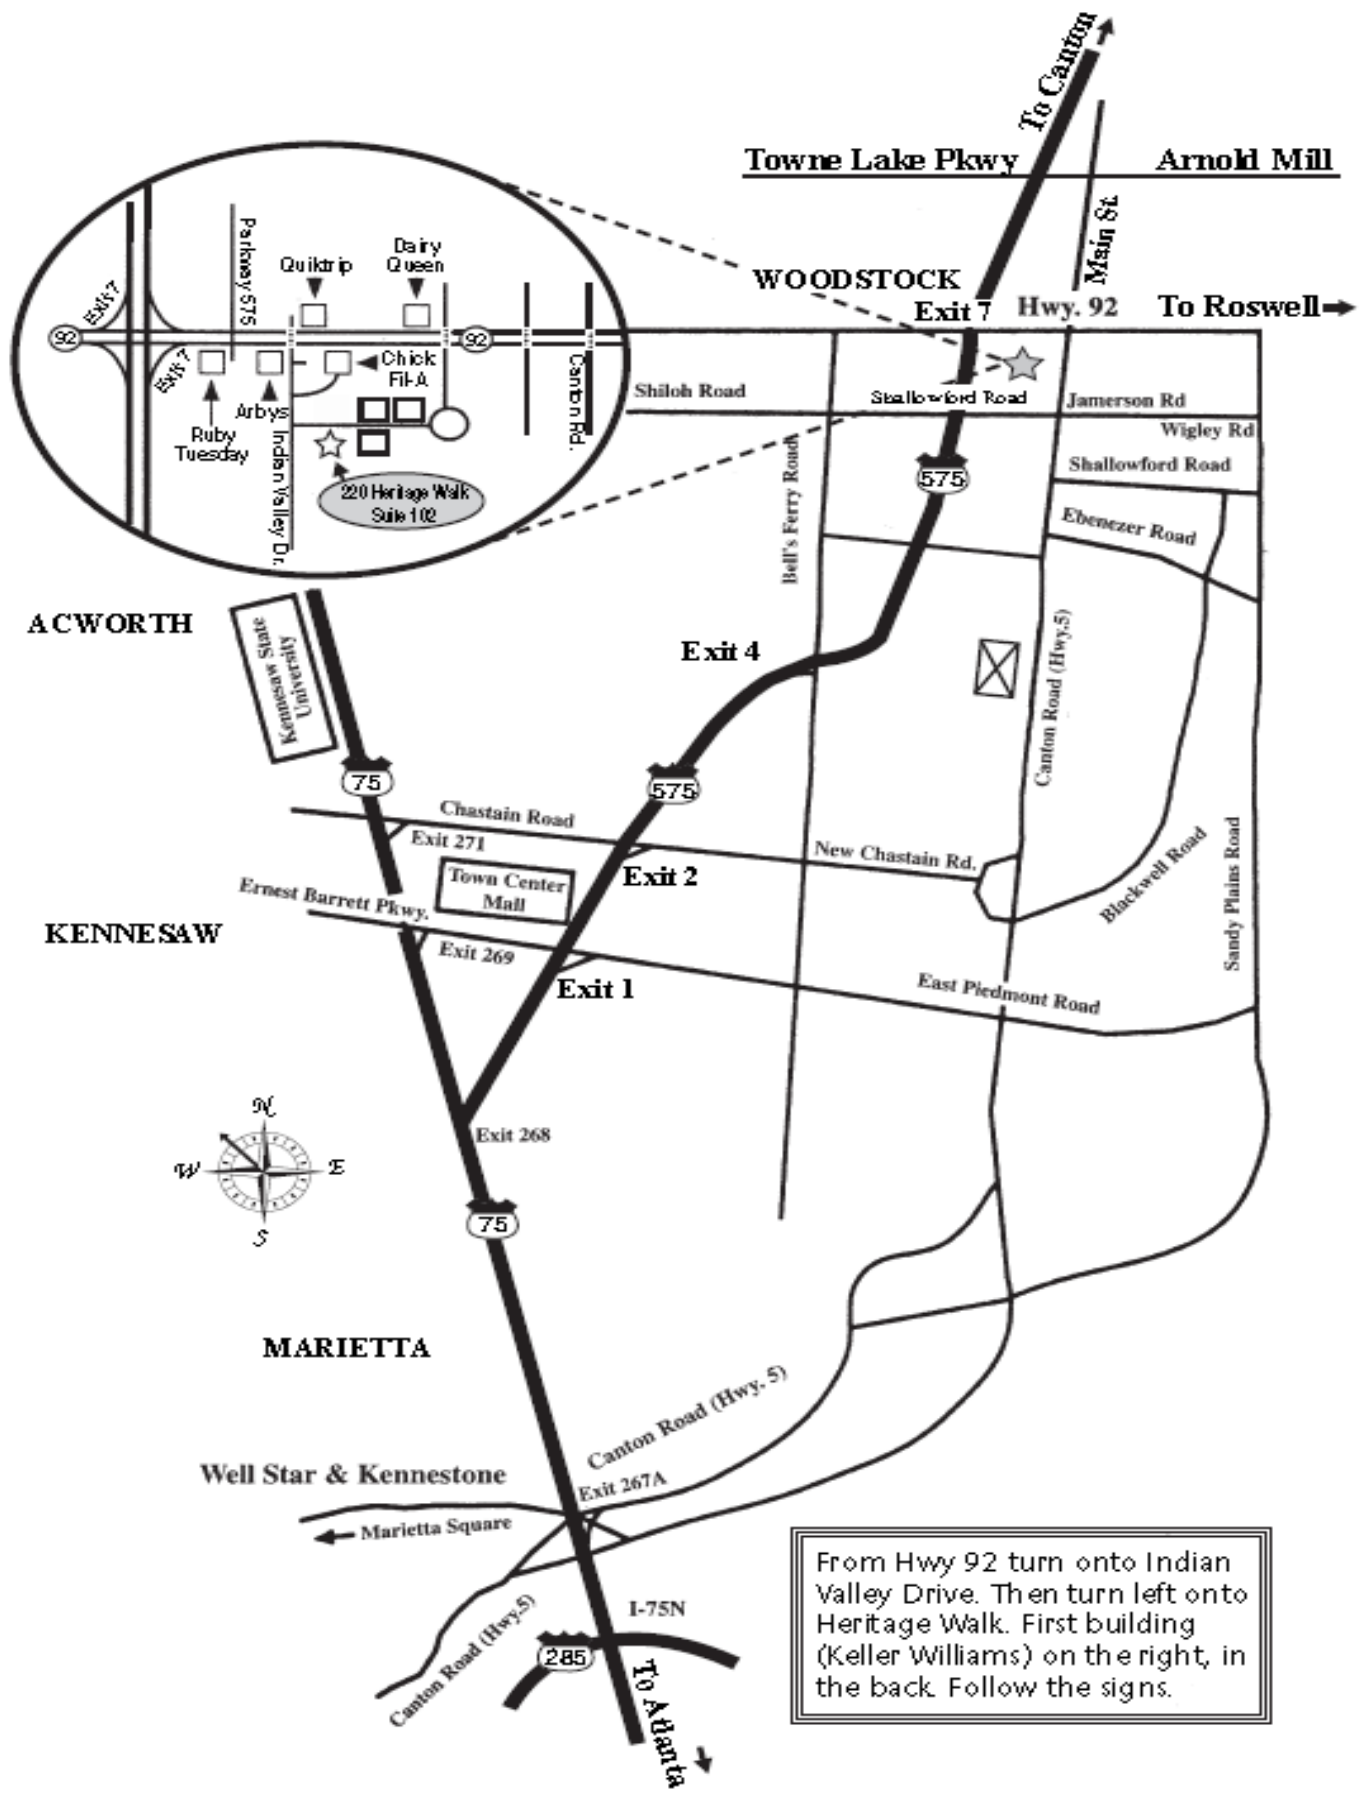 To Canton
Towne Lake Pkwy
Arnold Mill
Main St.
WOODSTOCK
Exit 7
Hwy. 92
To Roswell
Parkway 575
Quiktrip
Dairy
Queen
Exit 7
92
92
Exit 7
Chick
Fil-A
Canton Rd.
Arbys
Ruby
Tuesday
Indian Valley Dr.
220 Heritage Walk
Suite 102
Shiloh Road
Shallowford Road
Jamerson Rd
Wigley Rd
Shallowford Road
575
Bell's Ferry Road
Ebenezer Road
ACWORTH
Kennesaw State
University
Exit 4
Canton Road (Hwy.5)
75
575
Chastain Road
Exit 271
New Chastain Rd.
Town Center
Mall
Exit 2
Blackwell Road
Sandy Plains Road
Ernest Barrett Pkwy.
KENNESAW
Exit 269
Exit 1
East Piedmont Road
N
W
E
S
Exit 268
75
MARIETTA
Canton Road (Hwy. 5)
Well Star & Kennestone
Exit 267A
Marietta Square
Canton Road (Hwy.5)
I-75N
285
To Atlanta
From Hwy 92 turn onto Indian
Valley Drive. Then turn left onto
Heritage Walk. First building
(Keller Williams) on the right, in
the back. Follow the signs.